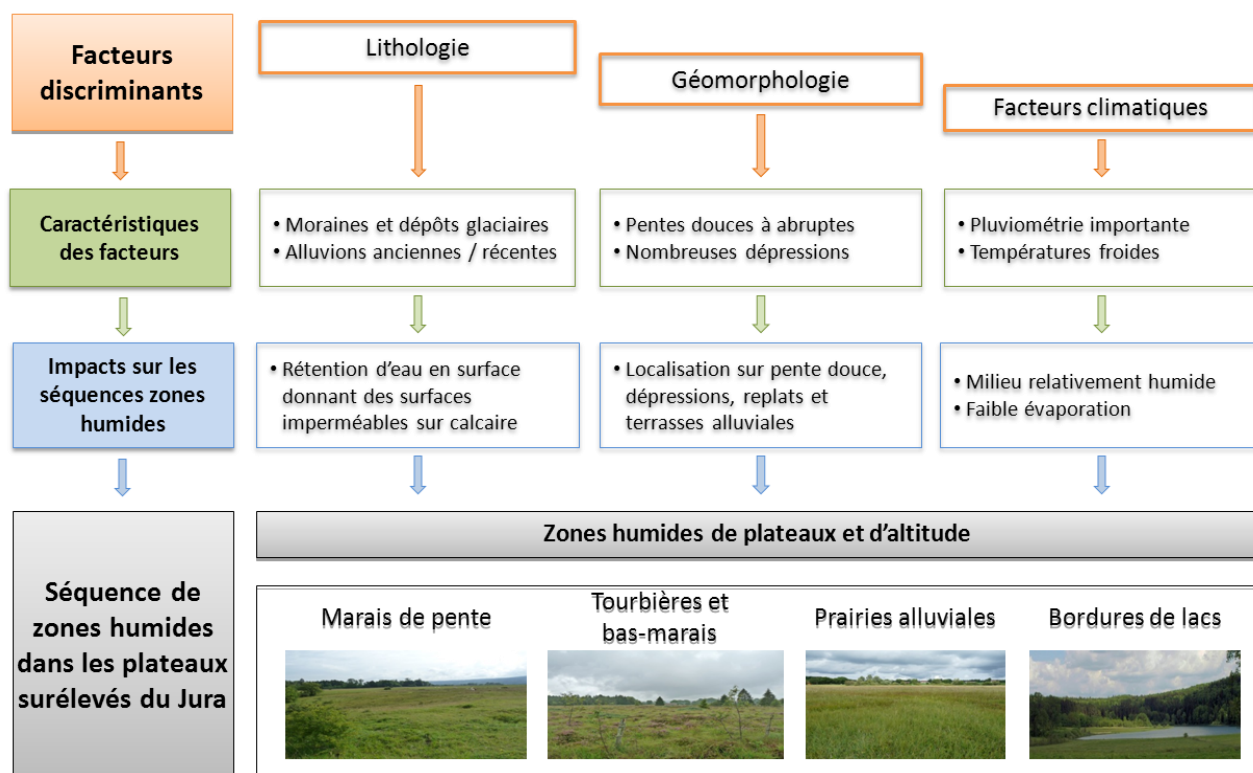 Facteurs
discriminants
Lithologie
Géomorphologie
Facteurs climatiques
Caractéristiques
des facteurs
• Moraines et dépôts glaciaires
• Alluvions anciennes / récentes
• Pentes douces à abruptes
• Nombreuses dépressions
• Pluviométrie importante
• Températures froides
Impacts sur les
séquences zones
humides
• Rétention d'eau en surface
donnant des surfaces
imperméables sur calcaire
• Localisation sur pente douce,
dépressions, replats et
terrasses alluviales
• Milieu relativement humide
• Faible évaporation
Séquence de
zones humides
dans les plateaux
surélevés du Jura
Zones humides de plateaux et d'altitude
Marais de pente
Tourbières et
bas-marais
Prairies alluviales
Bordures de lacs